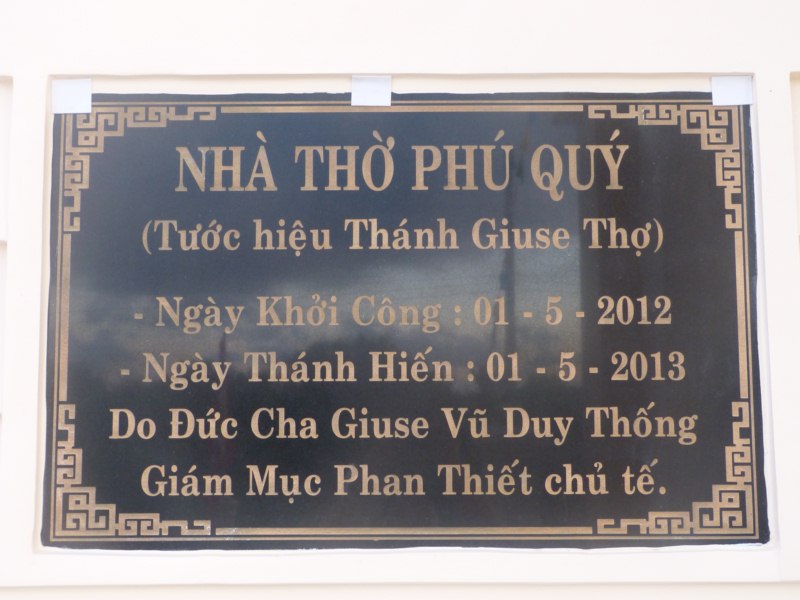 NHÀ THỜ PHÚ QUÝ
(Tước hiệu Thánh Giuse Thợ)
- Ngày Khởi Công : 01 - 5 - 2012
- Ngày Thánh Hiến : 01 - 5 - 2013
Do Đức Cha Giuse Vũ Duy Thống
Giám Mục Phan Thiết chủ tế.